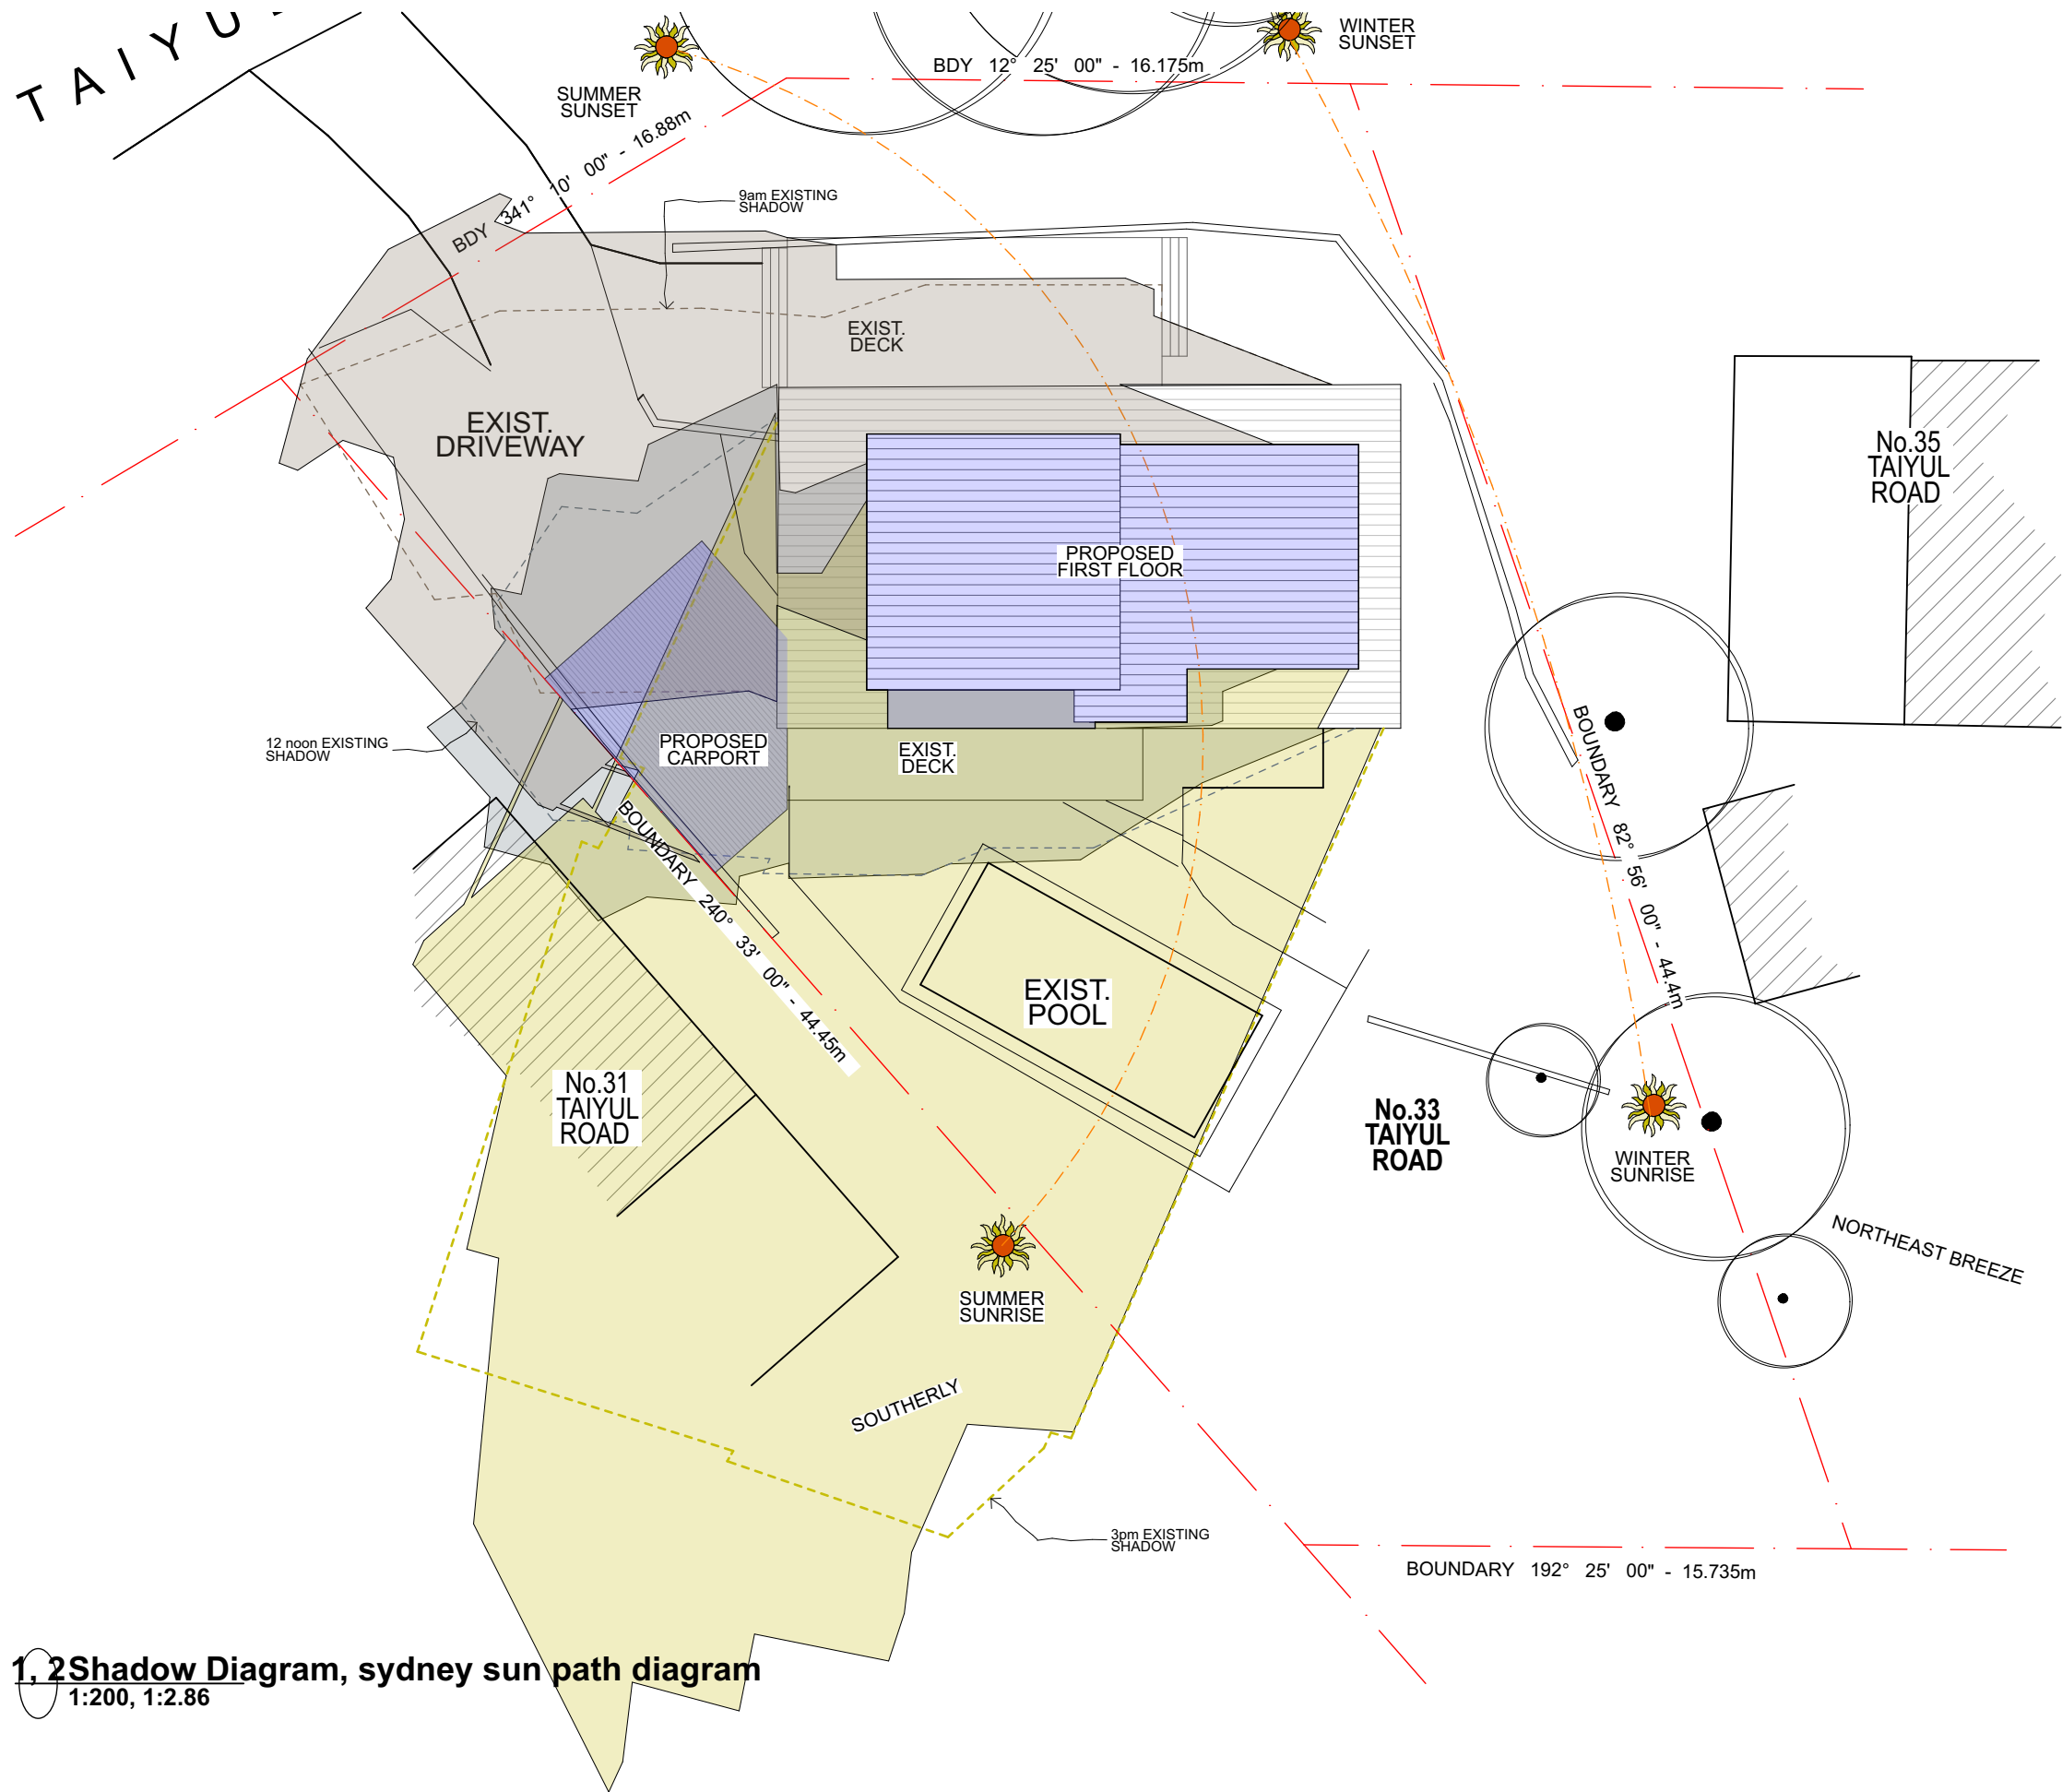 TAIYU
SUMMER
SUNSET
WINTER
SUNSET
BDY 12° 25' 00" - 16.175m
BDY 341° 10' 00" - 16.88m
9am EXISTING
SHADOW
EXIST.
DECK
EXIST.
DRIVEWAY
No.35
TAIYUL
ROAD
PROPOSED
FIRST FLOOR
12 noon EXISTING
SHADOW
PROPOSED
CARPORT
EXIST.
DECK
BOUNDARY 82° 56' 00" - 44.4m
BOUNDARY 240° 33' 00" - 44.45m
EXIST.
POOL
No.31
TAIYUL
ROAD
No.33
TAIYUL
ROAD
WINTER
SUNRISE
NORTHEAST BREEZE
SUMMER
SUNRISE
SOUTHERLY
3pm EXISTING
SHADOW
BOUNDARY 192° 25' 00" - 15.735m
1, 2 Shadow Diagram, sydney sun path diagram
1:200, 1:2.86